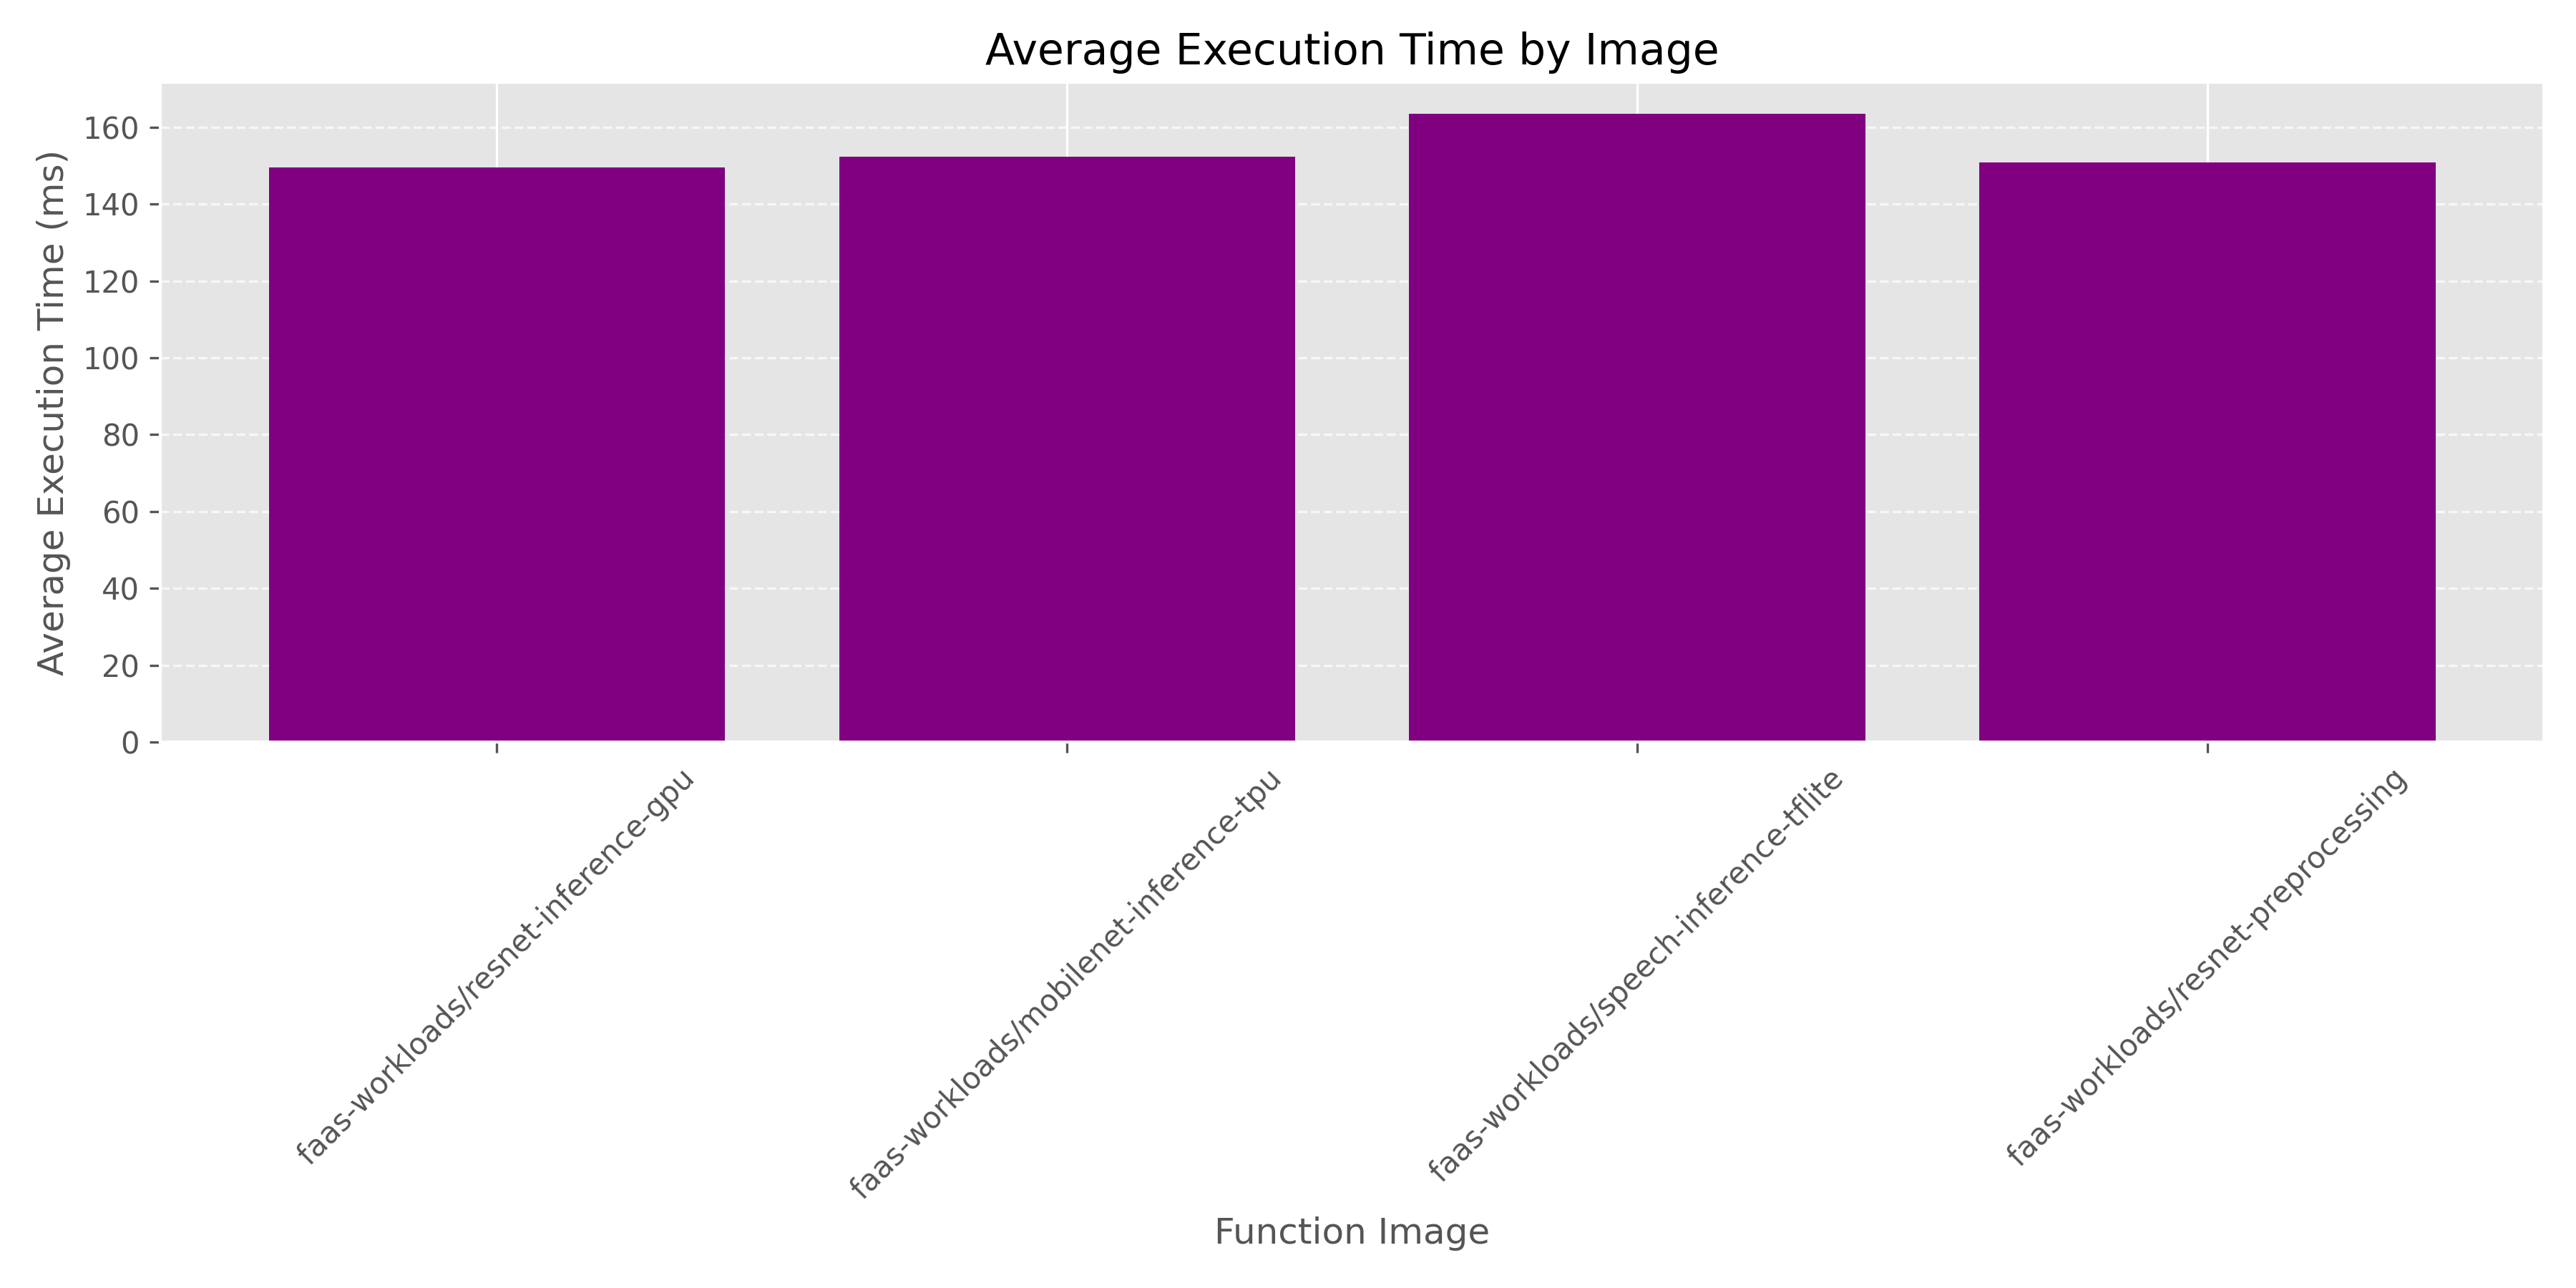 Average Execution Time by Image
Average Execution Time (ms)
160
140
120
100
80
60
40
20
0
faas-workloads/resnet-inference-gpu
faas-workloads/mobilenet-inference-tpu
faas-workloads/speech-inference-tflite
faas-workloads/resnet-preprocessing
Function Image